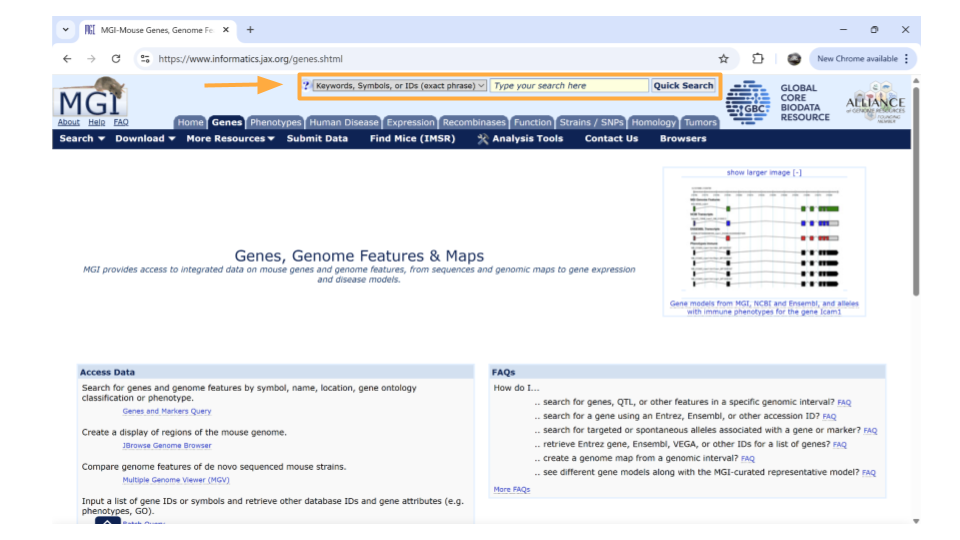 MGI-Mouse Genes, Genome Fe
https://www.informatics.jax.org/genes.shtml
New Chrome available
? Keywords, Symbols, or IDs (exact phrase) Type your search here Quick Search
MGI
About Help FAQ
GBC
GLOBAL
CORE
BIODATA
RESOURCE
ALLIANCE
of GENOME RESOURCES
FOUNDING
MEMBER
Home Genes Phenotypes Human Disease Expression Recombinases Function Strains / SNPs Homology Tumors
Search Download More Resources Submit Data Find Mice (IMSR) Analysis Tools Contact Us Browsers
show larger image [-]
Genes, Genome Features & Maps
MGI provides access to integrated data on mouse genes and genome features, from sequences and genomic maps to gene expression
and disease models.
Gene models from MGI, NCBI and Ensembl, and alleles
with immune phenotypes for the gene Icam1
Access Data
Search for genes and genome features by symbol, name, location, gene ontology
classification or phenotype.
Genes and Markers Query
Create a display of regions of the mouse genome.
JBrowse Genome Browser
Compare genome features of de novo sequenced mouse strains.
Multiple Genome Viewer (MGV)
Input a list of gene IDs or symbols and retrieve other database IDs and gene attributes (e.g.
phenotypes, GO).
Batch Query
FAQs
How do I...
.. search for genes, QTL, or other features in a specific genomic interval? FAQ
.. search for a gene using an Entrez, Ensembl, or other accession ID? FAQ
.. search for targeted or spontaneous alleles associated with a gene or marker? FAQ
.. retrieve Entrez gene, Ensembl, VEGA, or other IDs for a list of genes? FAQ
.. create a genome map from a genomic interval? FAQ
.. see different gene models along with the MGI-curated representative model? FAQ
More FAQs